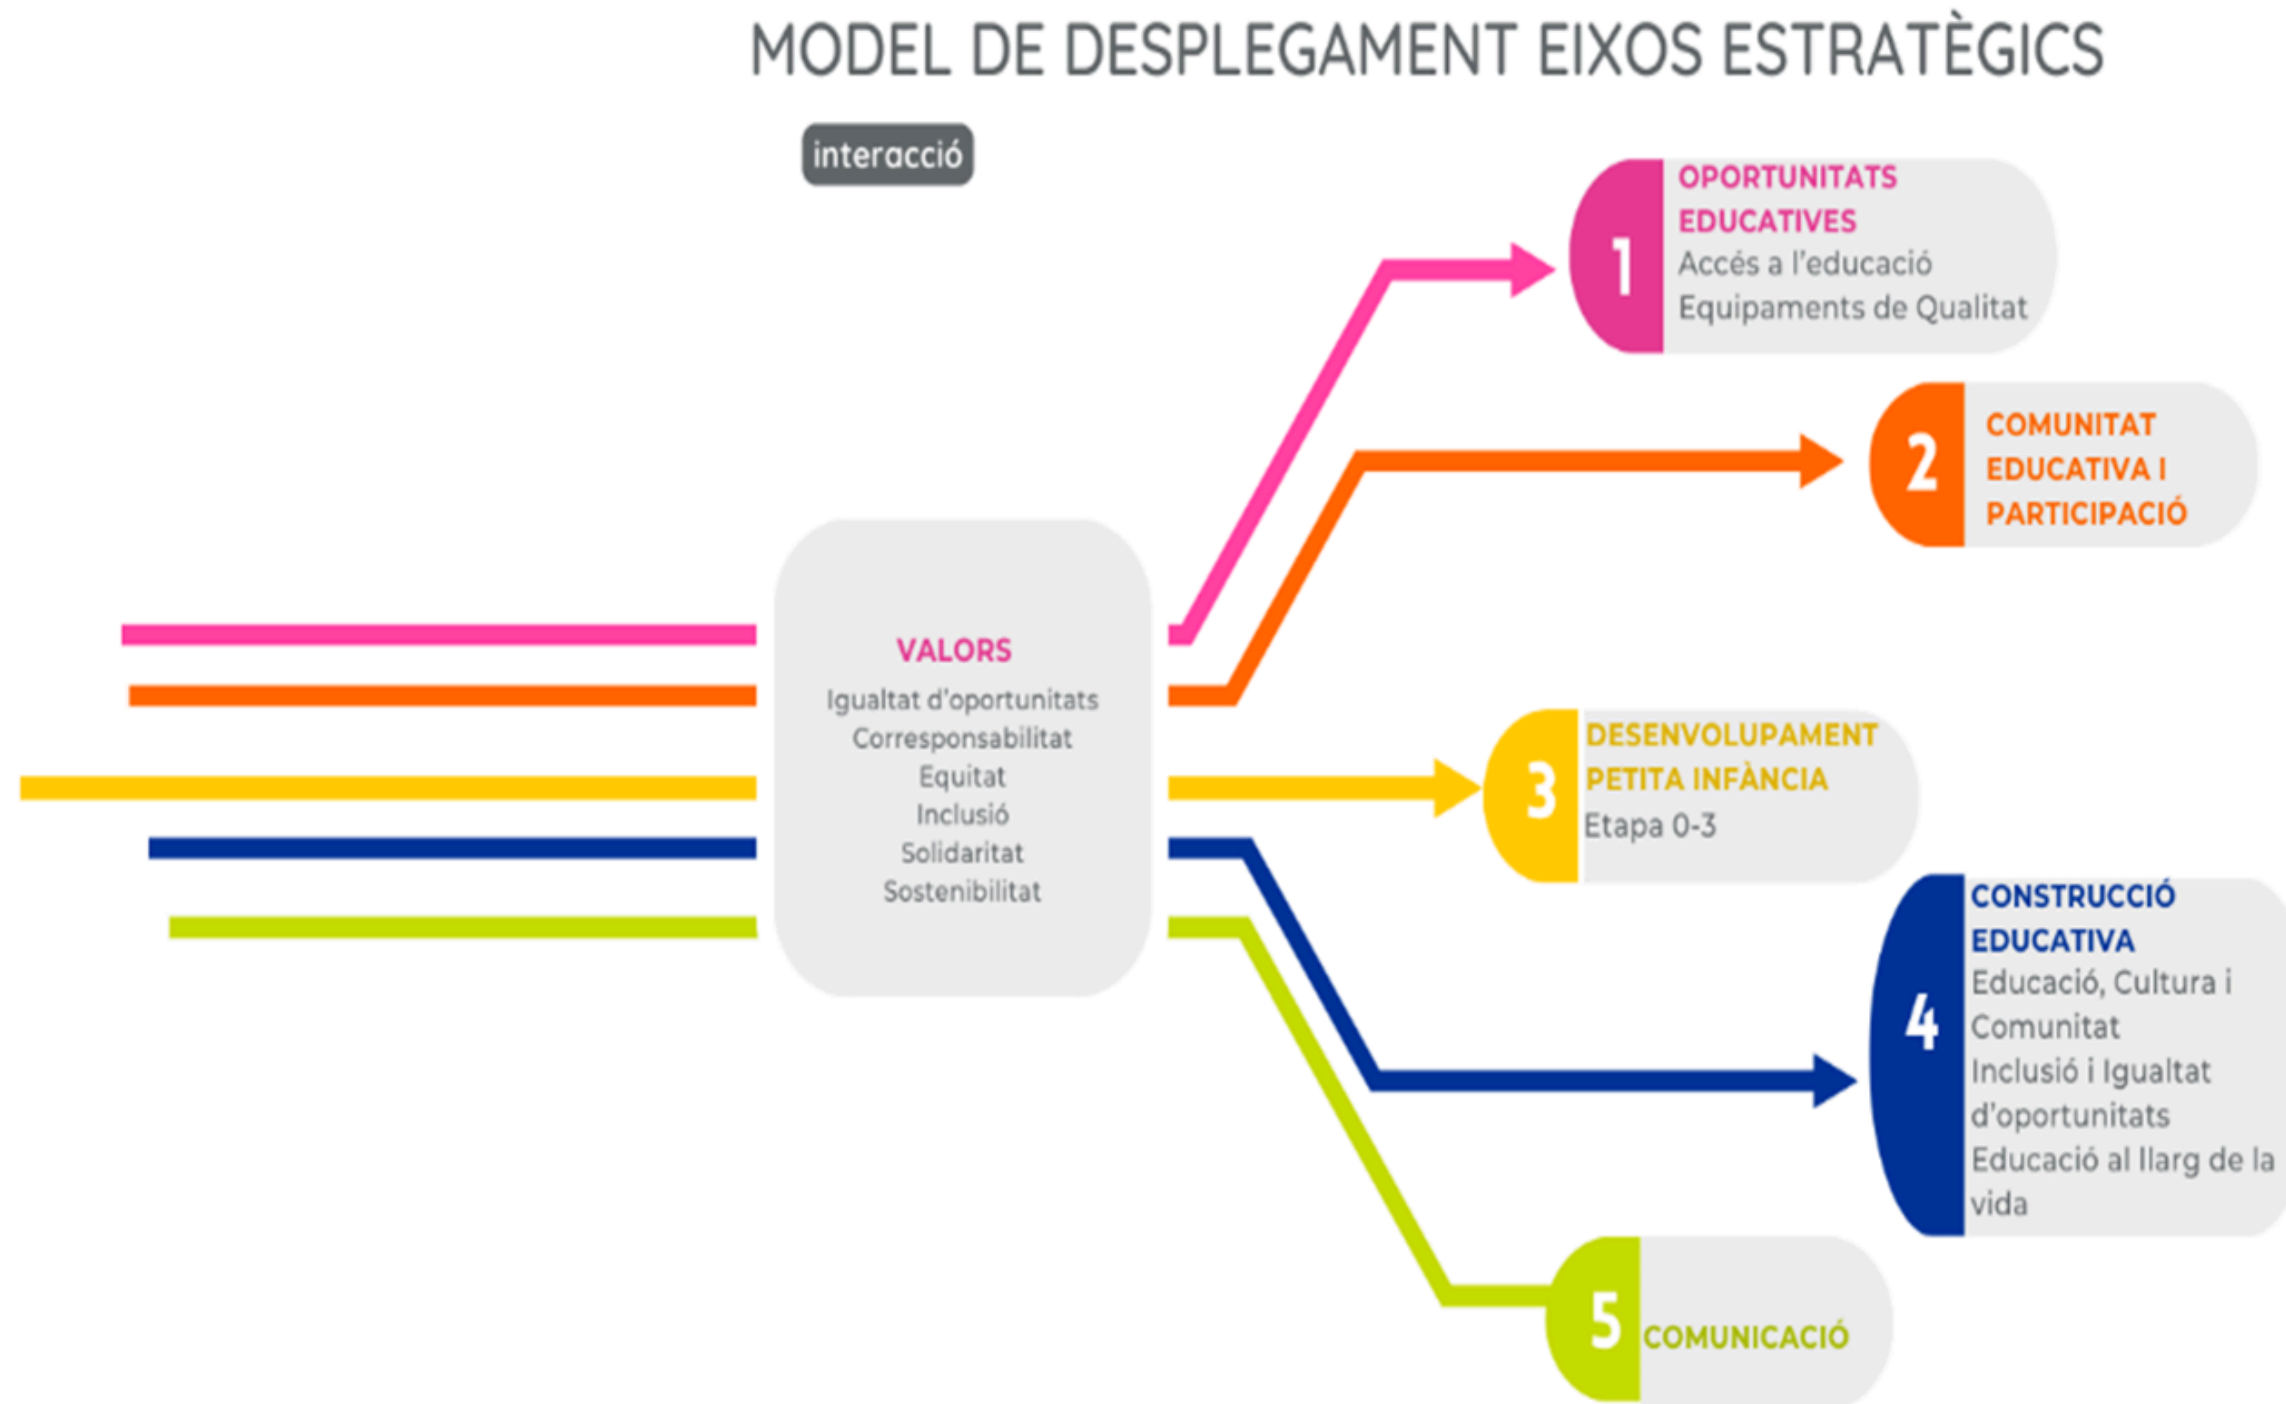 MODEL DE DESPLEGAMENT EIXOS ESTRATÈGICS
interacció
VALORS
Igualtat d'oportunitats
Corresponsabilitat
Equitat
Inclusió
Solidaritat
Sostenibilitat
1
OPORTUNITATS
EDUCATIVES
Accés a l'educació
Equipaments de Qualitat
2
COMUNITAT
EDUCATIVA I
PARTICIPACIÓ
3
DESENVOLUPAMENT
PETITA INFÀNCIA
Etapa 0-3
4
CONSTRUCCIÓ
EDUCATIVA
Educació, Cultura i
Comunitat
Inclusió i Igualtat
d'oportunitats
Educació al llarg de la
vida
5
COMUNICACIÓ